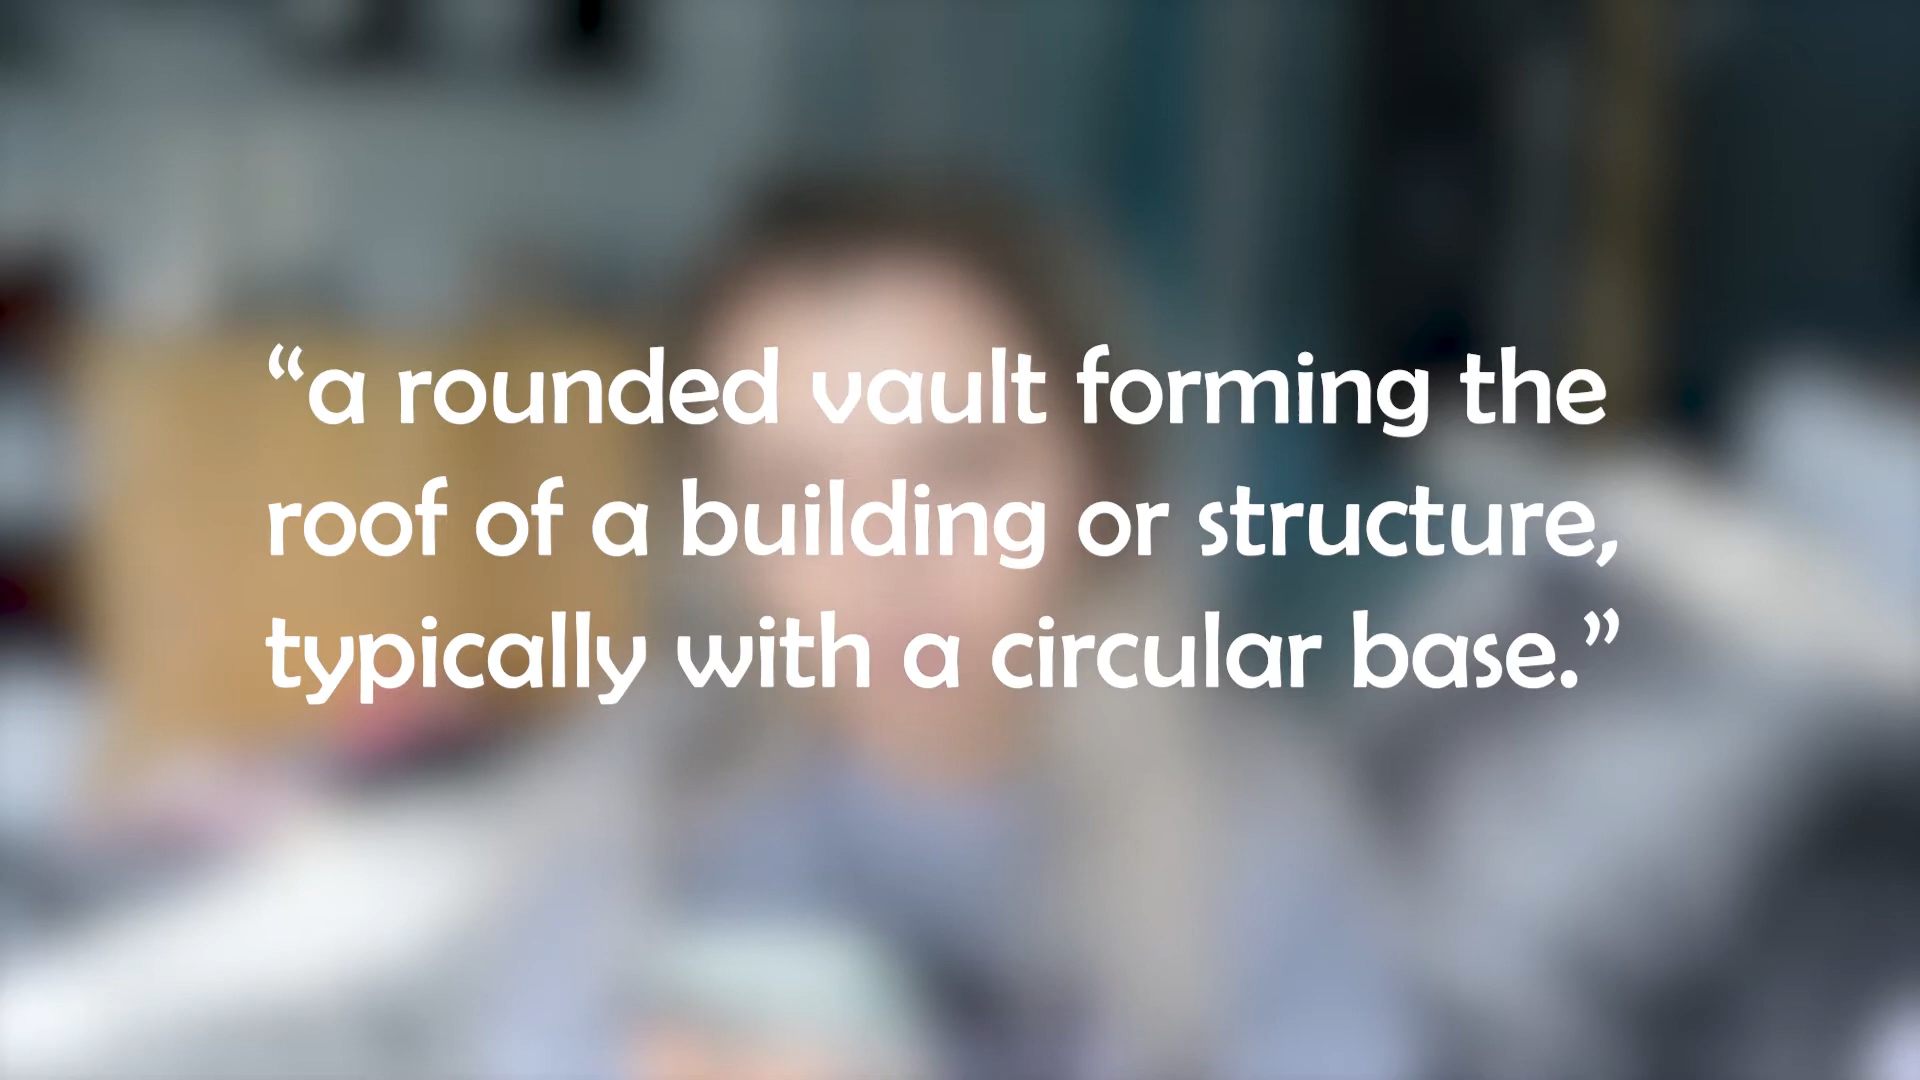 “a rounded vault forming the
roof of a building or structure,
typically with a circular base.”